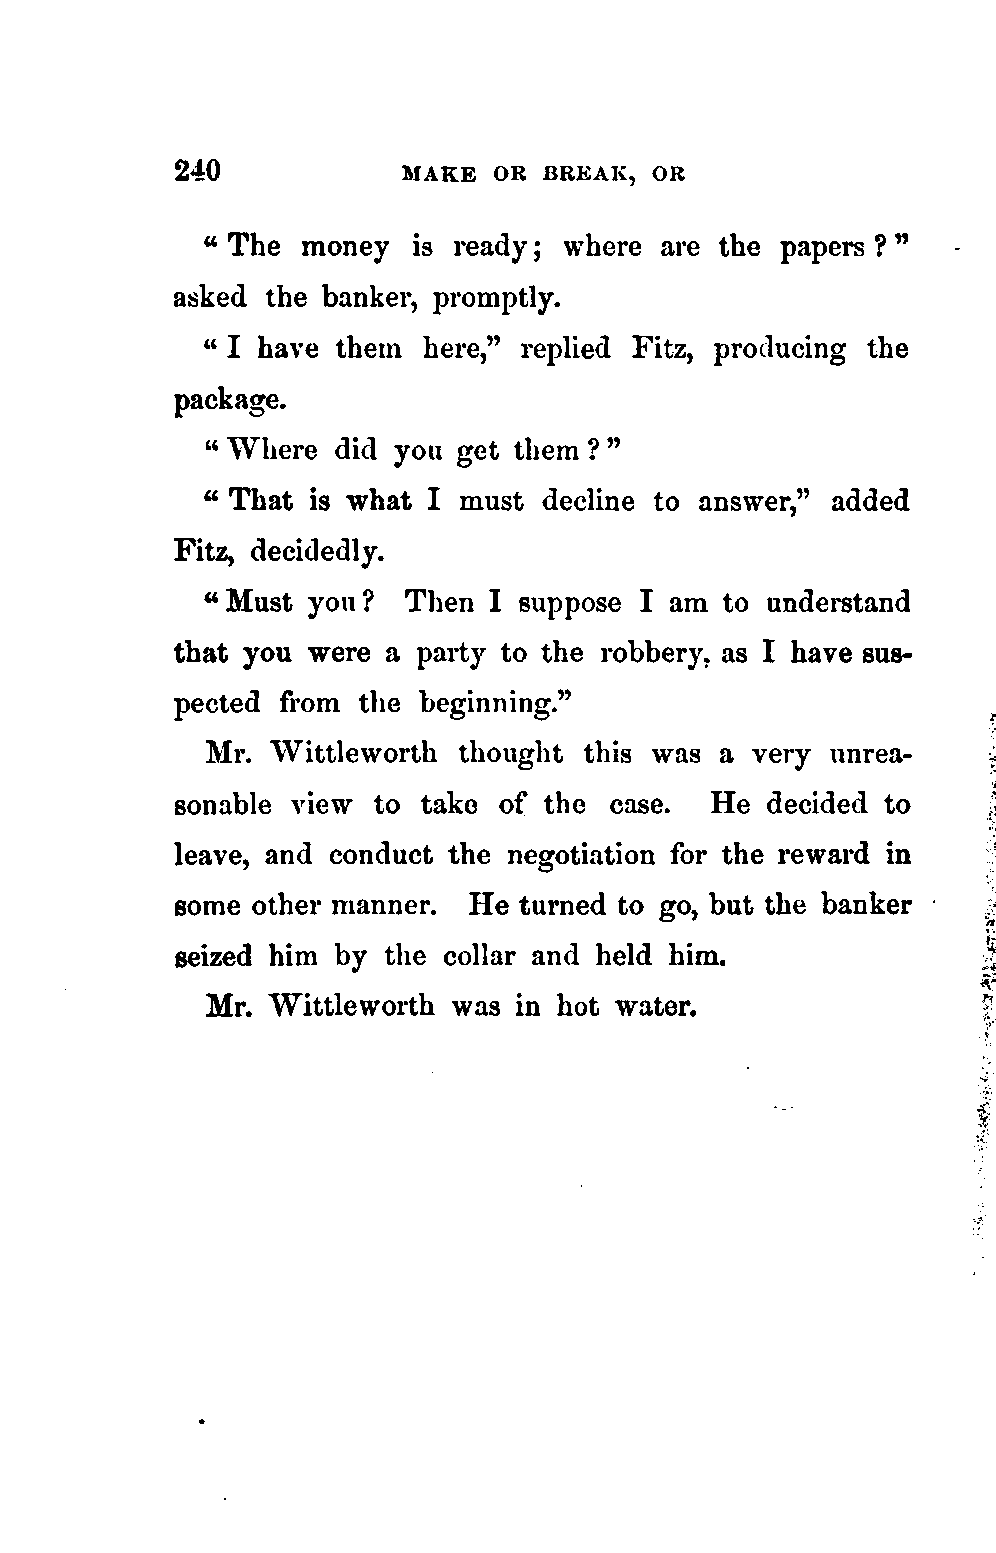 240 MAKE OR BREAK, OR
“ The money is ready; where are the papers ? ”
asked the banker, promptly.
“ I have them here,” replied Fitz, producing the
package.
“ Where did you get them ? ”
“ That is what I must decline to answer,” added
Fitz, decidedly.
“ Must you? Then I suppose I am to understand
that you were a party to the robbery, as I have sus-
pected from the beginning.”
Mr. Wittleworth thought this was a very unrea-
sonable view to take of the case. He decided to
leave, and conduct the negotiation for the reward in
some other manner. He turned to go, but the banker
seized him by the collar and held him.
Mr. Wittleworth was in hot water.